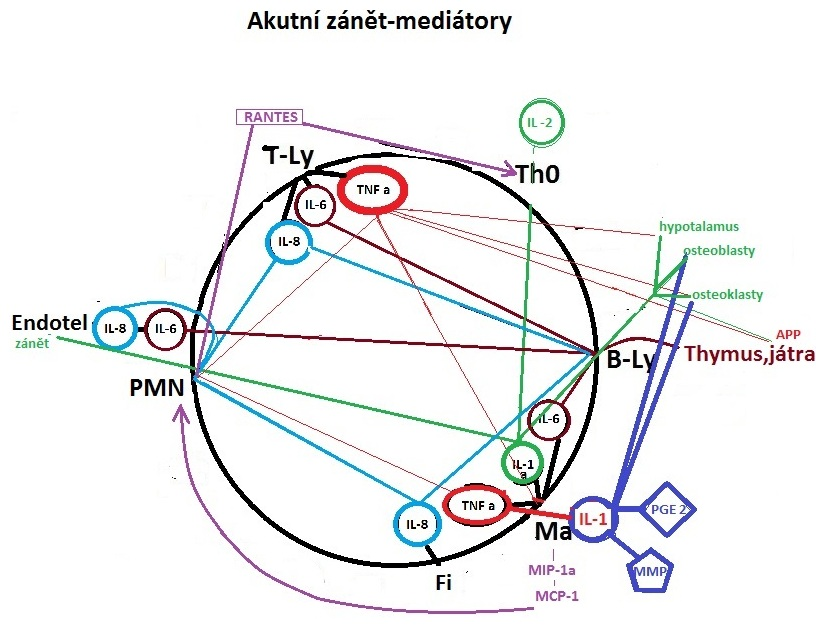 Akutní zánět-mediátory
RANTES
IL -2
T-Ly
Th0
TNF a
IL-6
IL-8
hypotalamus
osteoblasty
osteoklasty
Endotel
zánět
IL-8
IL-6
APP
B-Ly
Thymus,játra
PMN
IL-6
IL-1
a
TNF a
IL-8
Ma
IL-1
PGE 2
MMP
Fi
MIP-1a
MCP-1